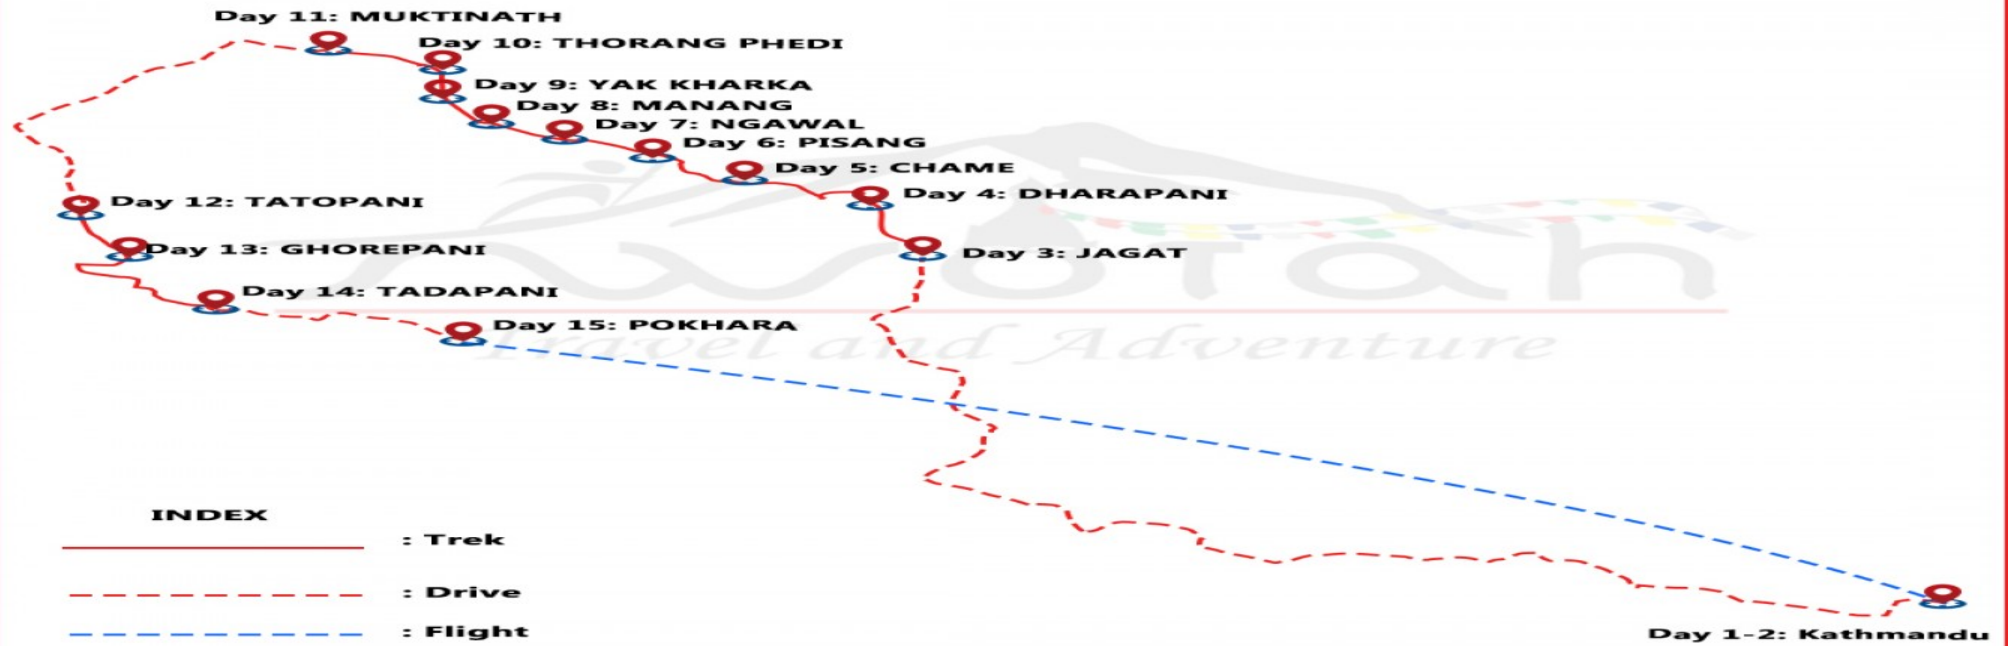 Day 11: MUKTINATH
Day 10: THORANG PHEDI
Day 9: YAK KHARKA
Day 8: MANANG
Day 7: NGAWAL
Day 6: PISANG
Day 5: CHAME
Day 4: DHARAPANI
Day 12: TATOPANI
Day 13: GHOREPANI
Day 3: JAGAT
Day 14: TADAPANI
Day 15: POKHARA
Travel and Adventure
INDEX
: Trek
: Drive
: Flight
Day 1-2: Kathmandu